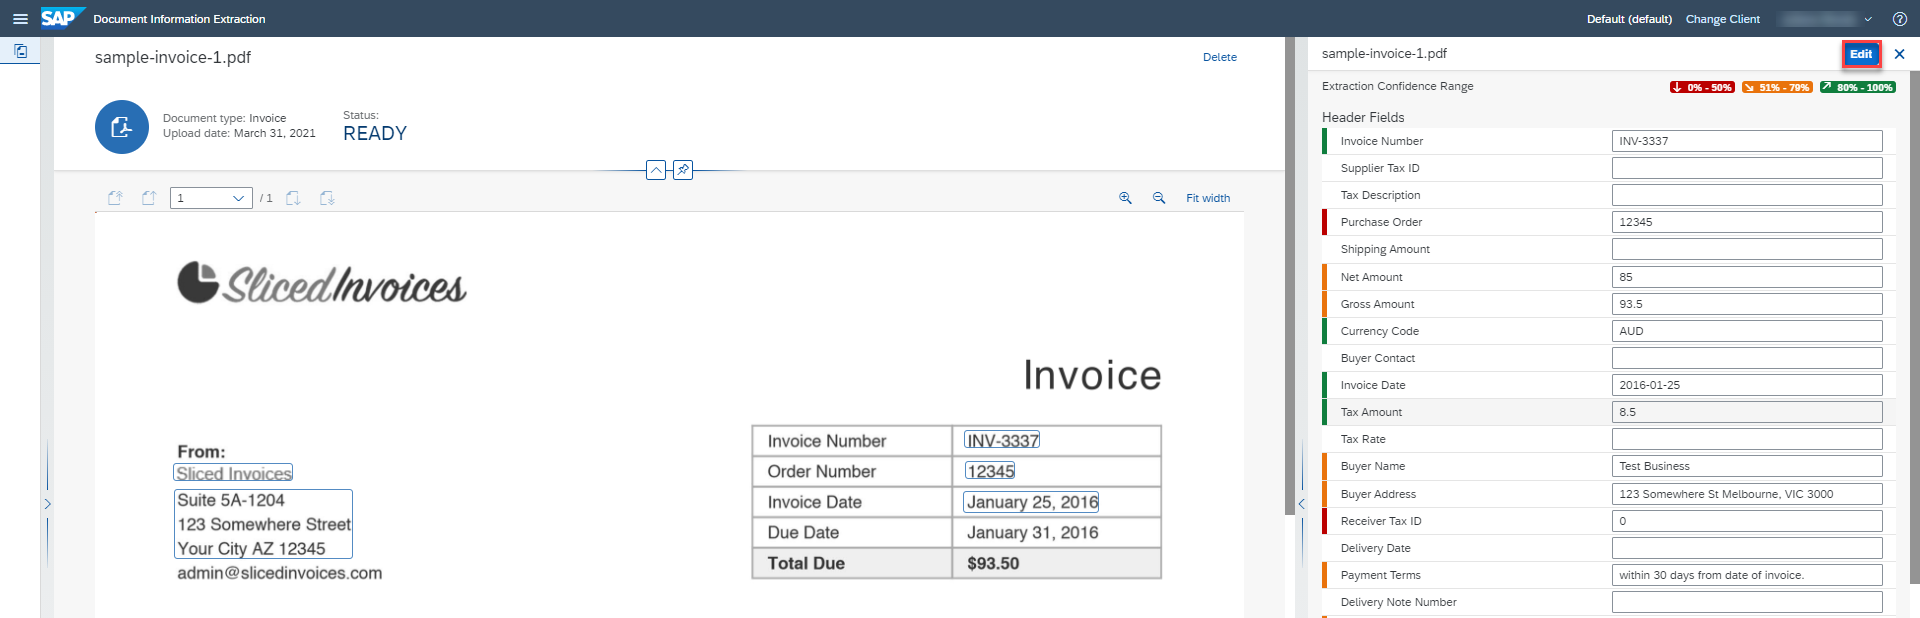 SAP Document Information Extraction
Default (default) Change Client
sample-invoice-1.pdf
Delete
Document type: Invoice
Upload date: March 31, 2021
Status:
READY
1 / 1
Fit width
SlicedInvoices
Invoice
From:
Sliced Invoices
Suite 5A-1204
123 Somewhere Street
Your City AZ 12345
admin@slicedinvoices.com
Invoice Number INV-3337
Order Number 12345
Invoice Date January 25, 2016
Due Date January 31, 2016
Total Due $93.50
sample-invoice-1.pdf
Edit
Extraction Confidence Range 0% - 50% 51% - 79% 80% - 100%
Header Fields
Invoice Number INV-3337
Supplier Tax ID
Tax Description
Purchase Order 12345
Shipping Amount
Net Amount 85
Gross Amount 93.5
Currency Code AUD
Buyer Contact
Invoice Date 2016-01-25
Tax Amount 8.5
Tax Rate
Buyer Name Test Business
Buyer Address 123 Somewhere St Melbourne, VIC 3000
Receiver Tax ID 0
Delivery Date
Payment Terms within 30 days from date of invoice.
Delivery Note Number